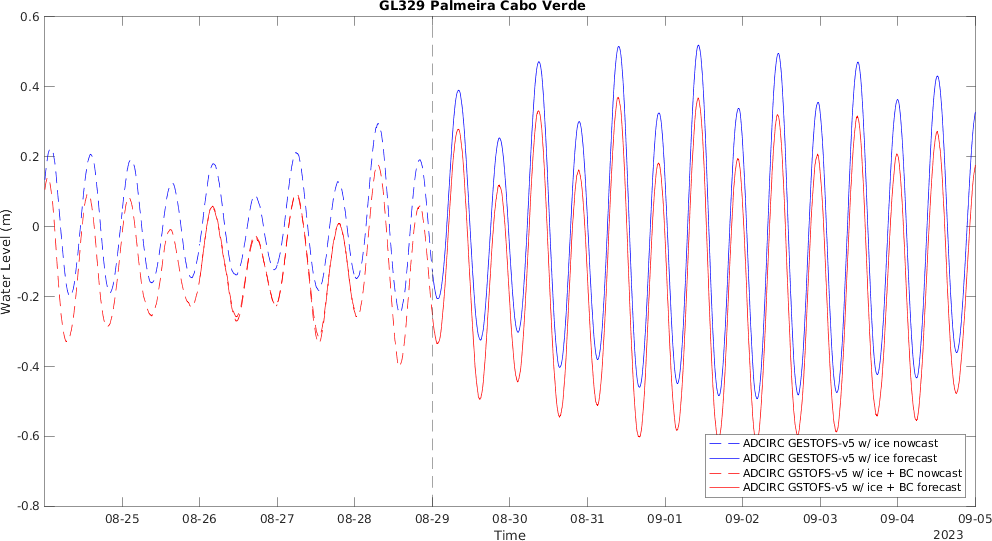 GL329 Palmeira Cabo Verde
0.6
0.4
0.2
0
-0.2
-0.4
-0.6
-0.8
Water Level (m)
ADCIRC GESTOFS-v5 w/ ice nowcast
ADCIRC GESTOFS-v5 w/ ice forecast
ADCIRC GSTOFS-v5 w/ ice + BC nowcast
ADCIRC GSTOFS-v5 w/ ice + BC forecast
08-25 08-26 08-27 08-28 08-29 08-30 08-31 09-01 09-02 09-03 09-04 09-05
Time
2023